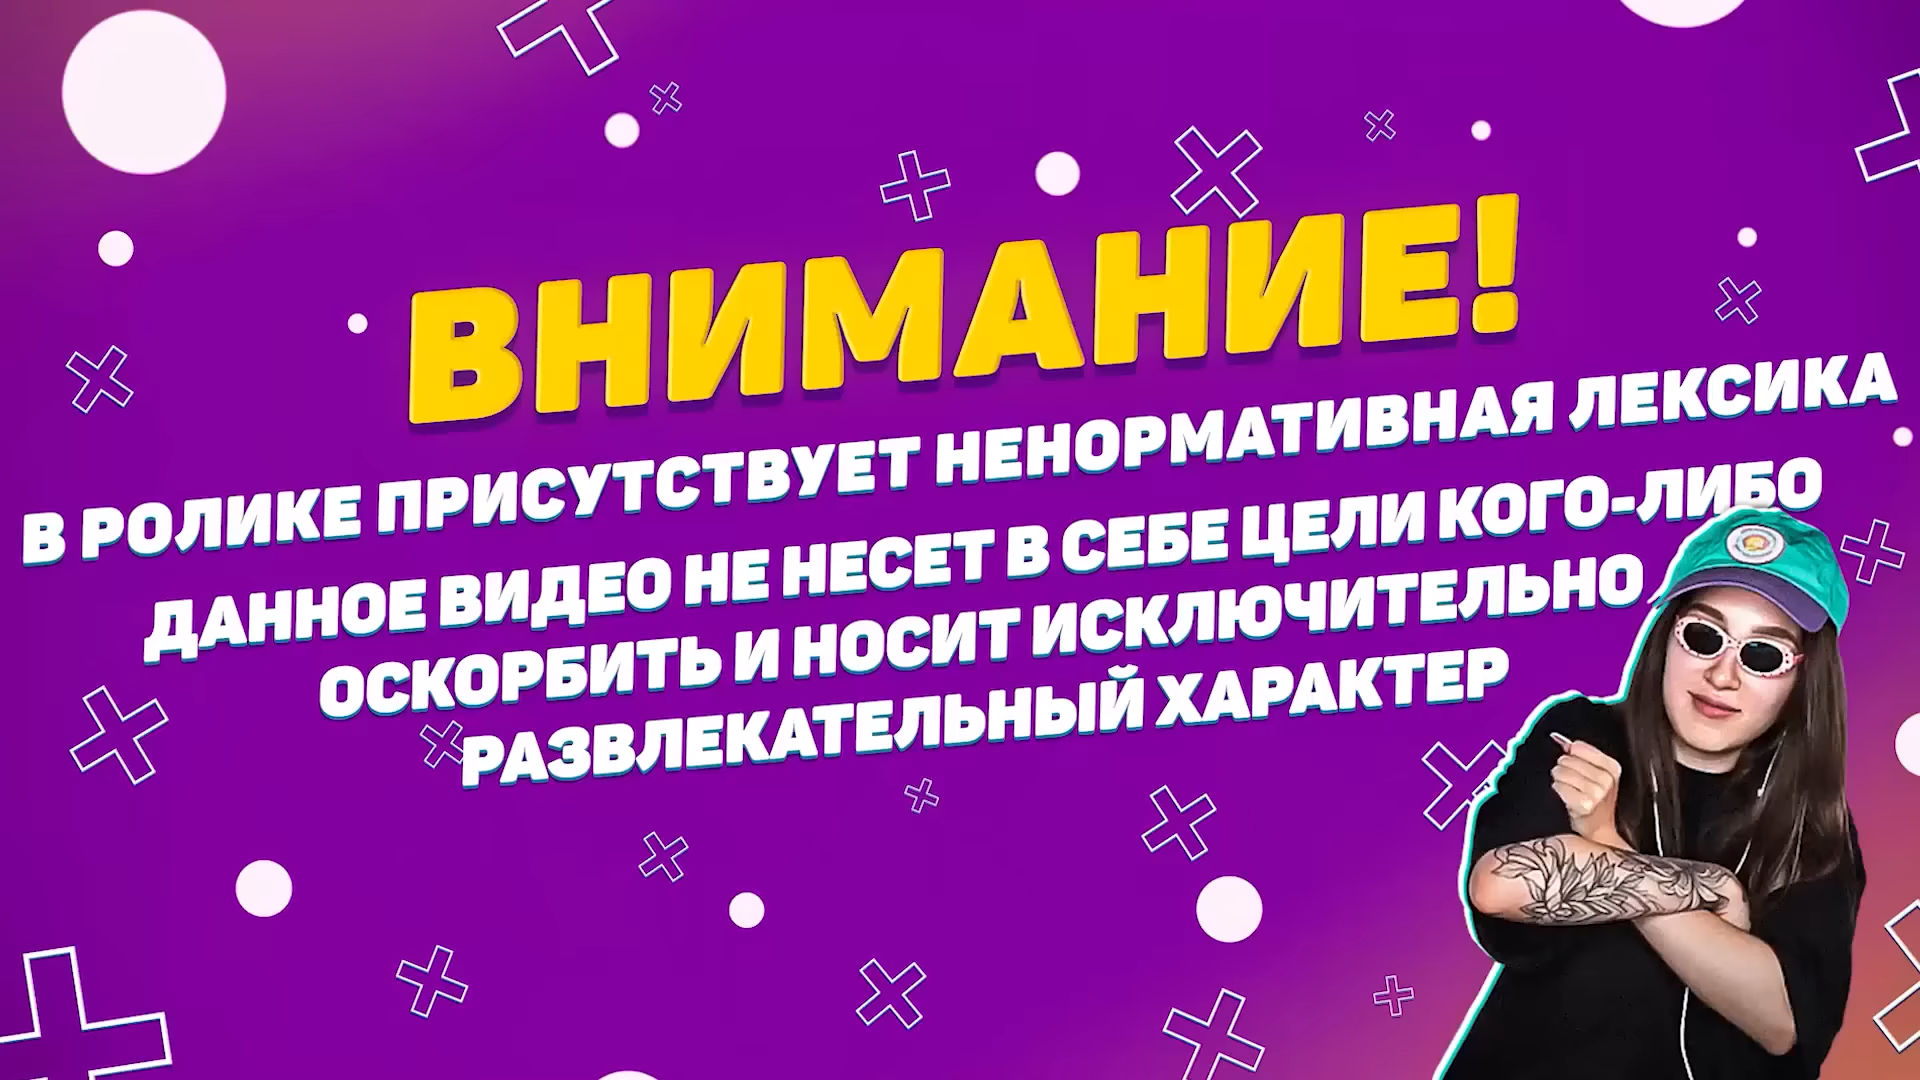 ВНИМАНИЕ!
В РОЛИКЕ ПРИСУТСТВУЕТ НЕНОРМАТИВНАЯ ЛЕКСИКА
ДАННОЕ ВИДЕО НЕ НЕСЕТ В СЕБЕ ЦЕЛИ КОГО-ЛИБО
ОСКОРБИТЬ И НОСИТ ИСКЛЮЧИТЕЛЬНО
РАЗВЛЕКАТЕЛЬНЫЙ ХАРАКТЕР